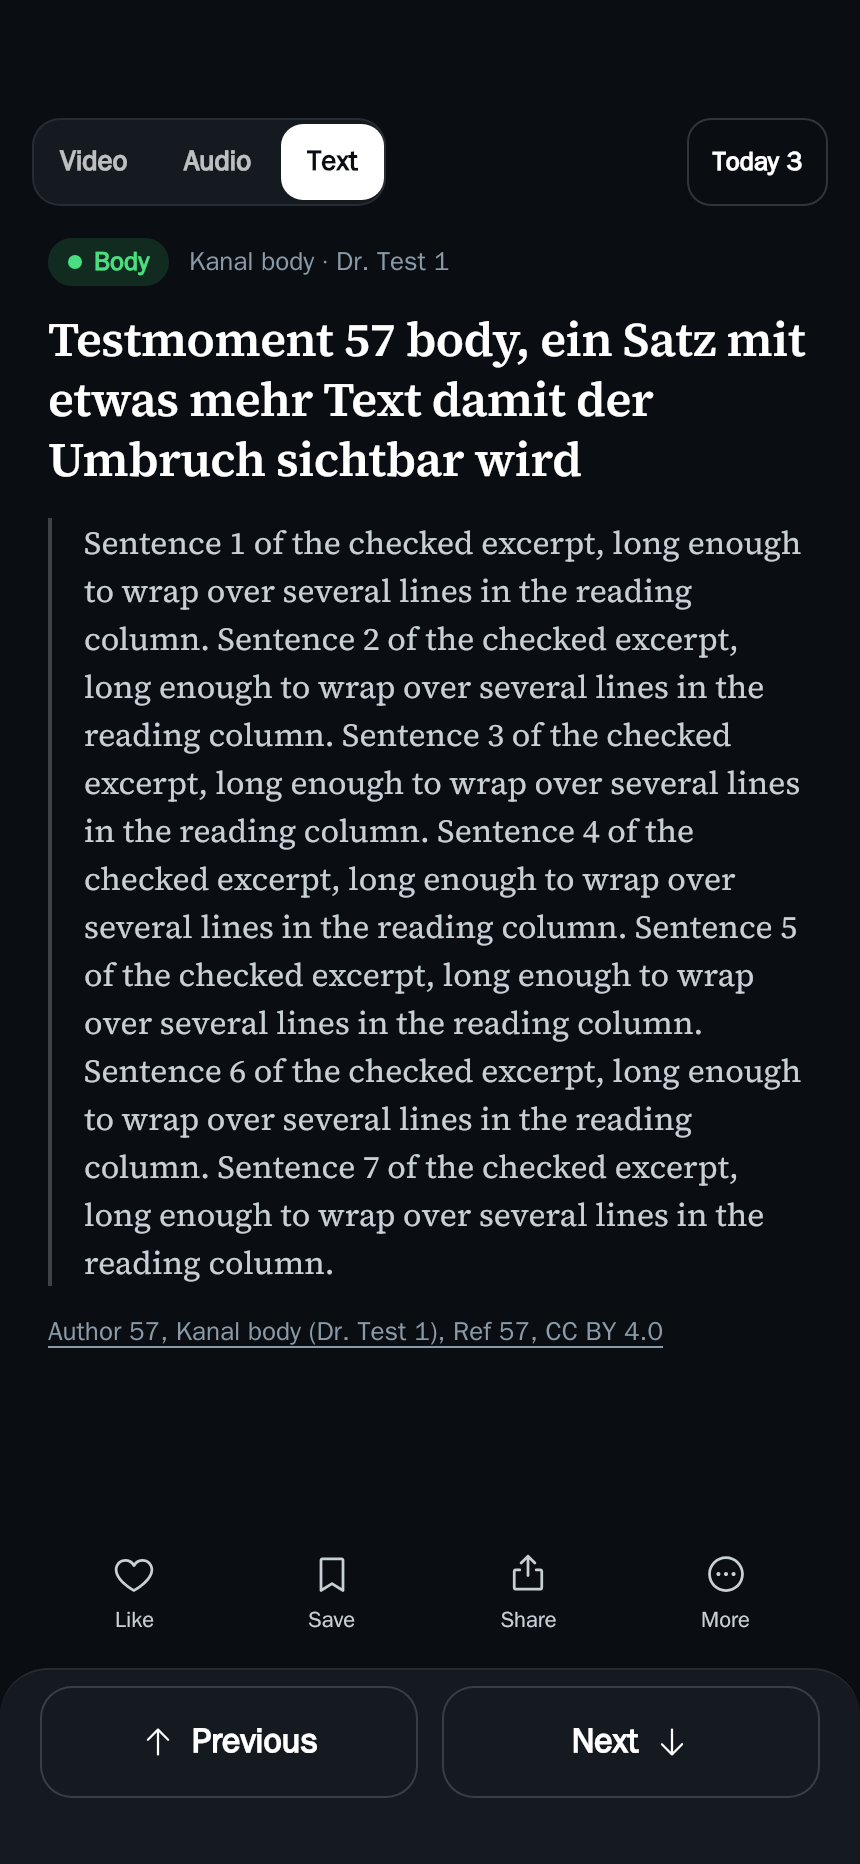 Video Audio Text Today 3
Body Kanal body · Dr. Test 1
Testmoment 57 body, ein Satz mit
etwas mehr Text damit der
Umbruch sichtbar wird
Sentence 1 of the checked excerpt, long enough
to wrap over several lines in the reading
column. Sentence 2 of the checked excerpt,
long enough to wrap over several lines in the
reading column. Sentence 3 of the checked
excerpt, long enough to wrap over several lines
in the reading column. Sentence 4 of the
checked excerpt, long enough to wrap over
several lines in the reading column. Sentence 5
of the checked excerpt, long enough to wrap
over several lines in the reading column.
Sentence 6 of the checked excerpt, long enough
to wrap over several lines in the reading
column. Sentence 7 of the checked excerpt,
long enough to wrap over several lines in the
reading column.
Author 57, Kanal body (Dr. Test 1), Ref 57, CC BY 4.0
Like Save Share More
Previous Next